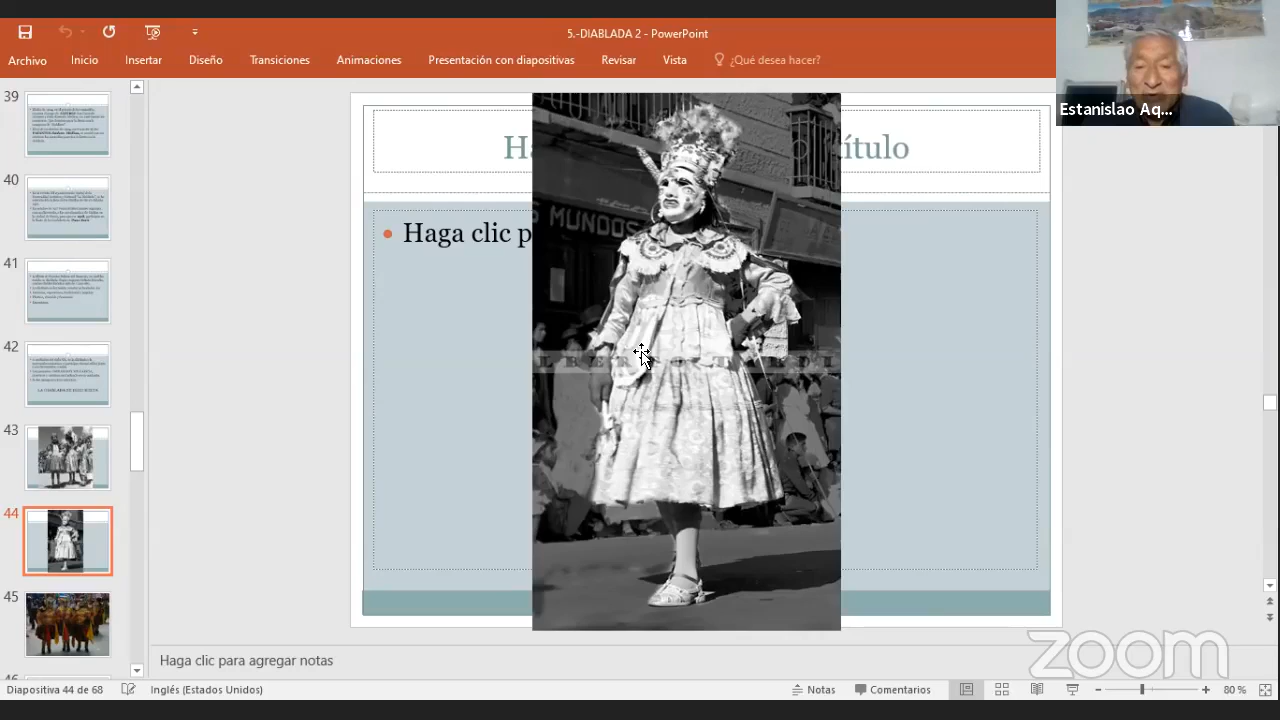 5.-DIABLADA 2 - PowerPoint
Archivo Inicio Insertar Diseño Transiciones Animaciones Presentación con diapositivas Revisar Vista ¿Qué desea hacer?
Estanislao Aq...
39
40
41
42
43
44
45
Ha
ítulo
MUNDOS
Haga clic p
Haga clic para agregar notas
zoom
Diapositiva 44 de 68 Inglés (Estados Unidos) Notas Comentarios 80 %